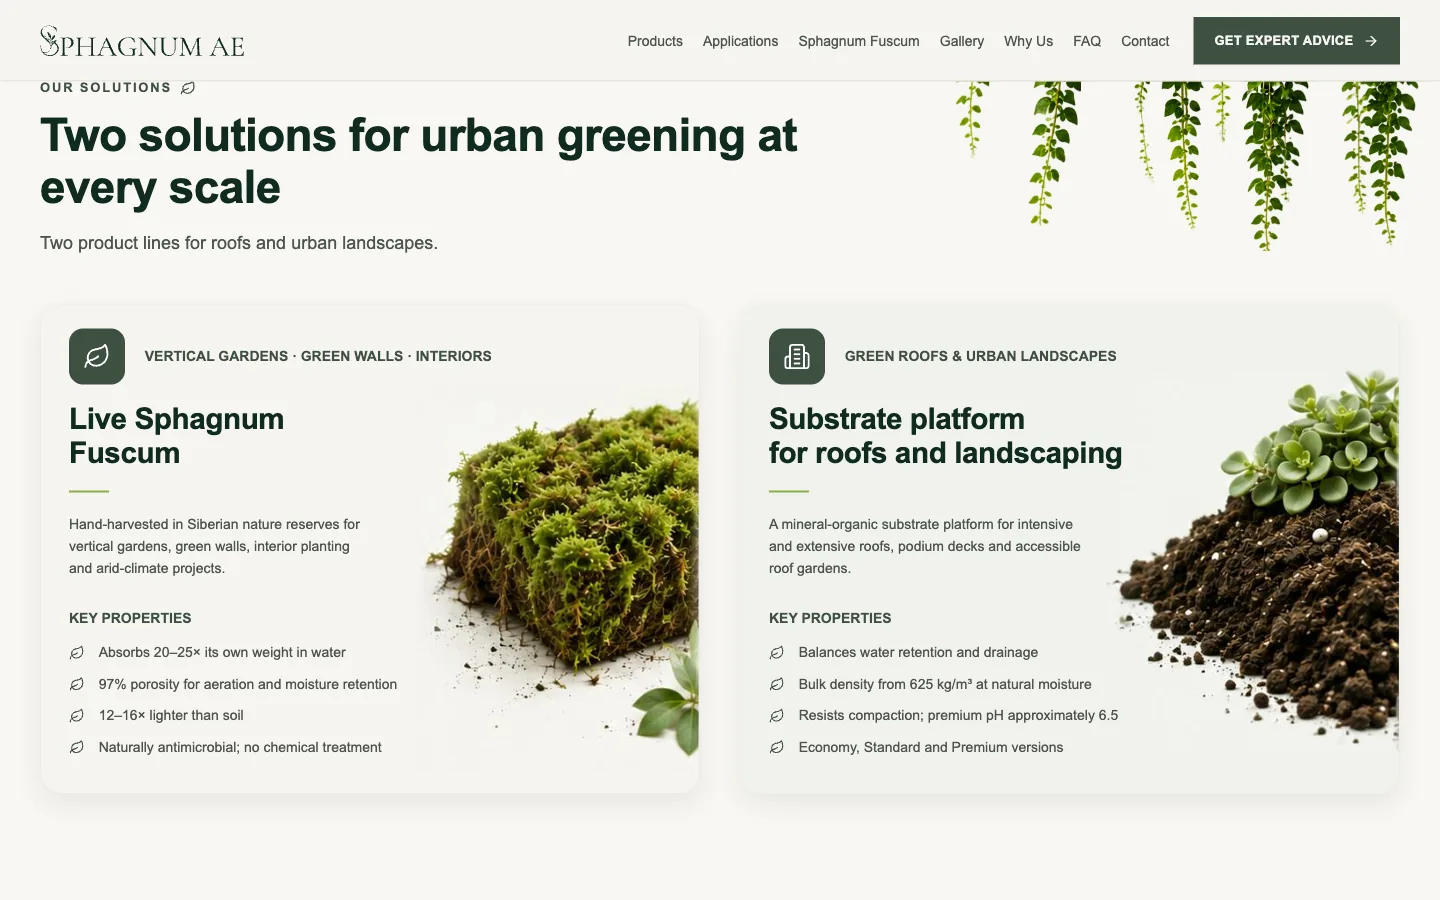 SPHAGNUM AE
Products
Applications
Sphagnum Fuscum
Gallery
Why Us
FAQ
Contact
GET EXPERT ADVICE
OUR SOLUTIONS
Two solutions for urban greening at
every scale
Two product lines for roofs and urban landscapes.
VERTICAL GARDENS · GREEN WALLS · INTERIORS
Live Sphagnum
Fuscum
Hand-harvested in Siberian nature reserves for
vertical gardens, green walls, interior planting
and arid-climate projects.
KEY PROPERTIES
Absorbs 20–25× its own weight in water
97% porosity for aeration and moisture retention
12–16× lighter than soil
Naturally antimicrobial; no chemical treatment
GREEN ROOFS & URBAN LANDSCAPES
Substrate platform
for roofs and landscaping
A mineral-organic substrate platform for intensive
and extensive roofs, podium decks and accessible
roof gardens.
KEY PROPERTIES
Balances water retention and drainage
Bulk density from 625 kg/m³ at natural moisture
Resists compaction; premium pH approximately 6.5
Economy, Standard and Premium versions